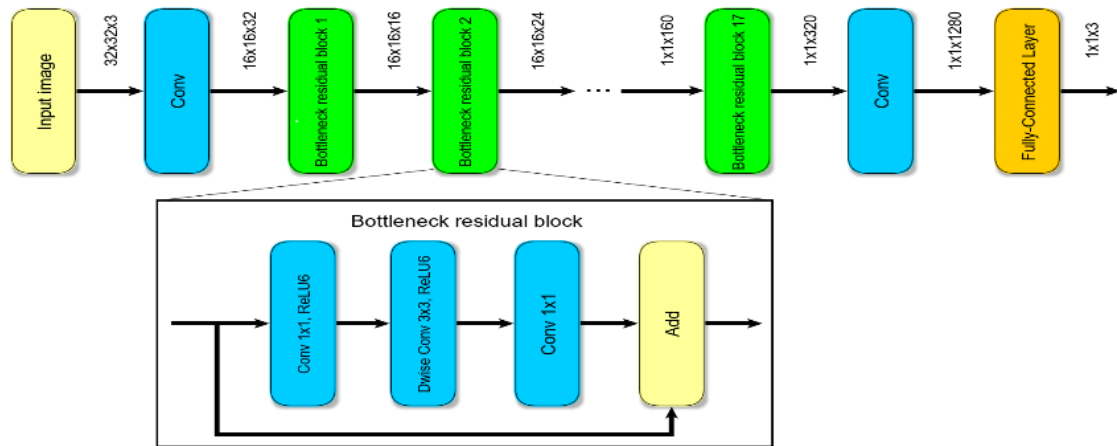 Input image
32x32x3
Conv
16x16x32
Bottleneck residual block 1
16x16x16
Bottleneck residual block 2
16x16x24
...
1x1x160
Bottleneck residual block 17
1x1x320
Conv
1x1x1280
Fully-Connected Layer
1x1x3
Bottleneck residual block
Conv 1x1, ReLU6
Dwise Conv 3x3, ReLU6
Conv 1x1
Add